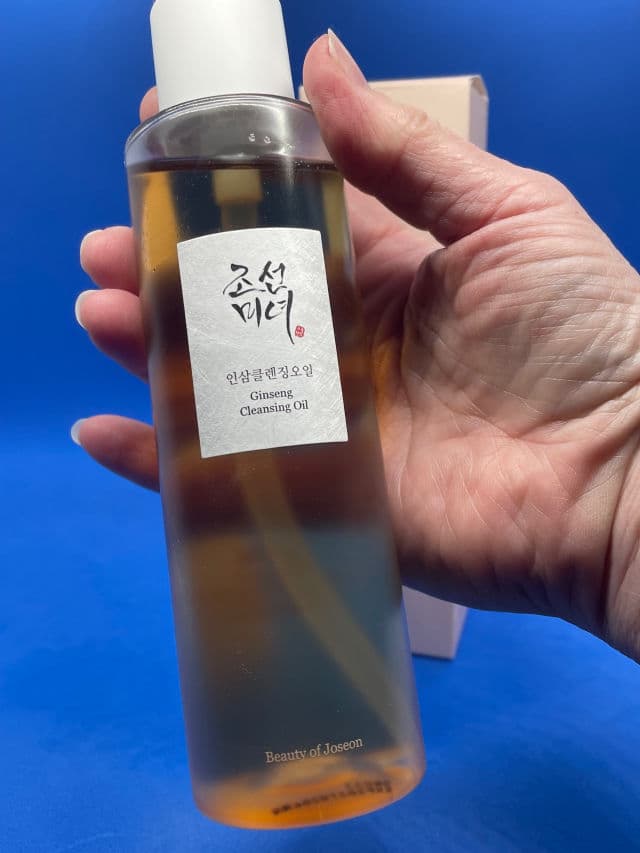 조선
미녀
인삼클렌징오일
Ginseng
Cleansing Oil
Beauty of Joseon